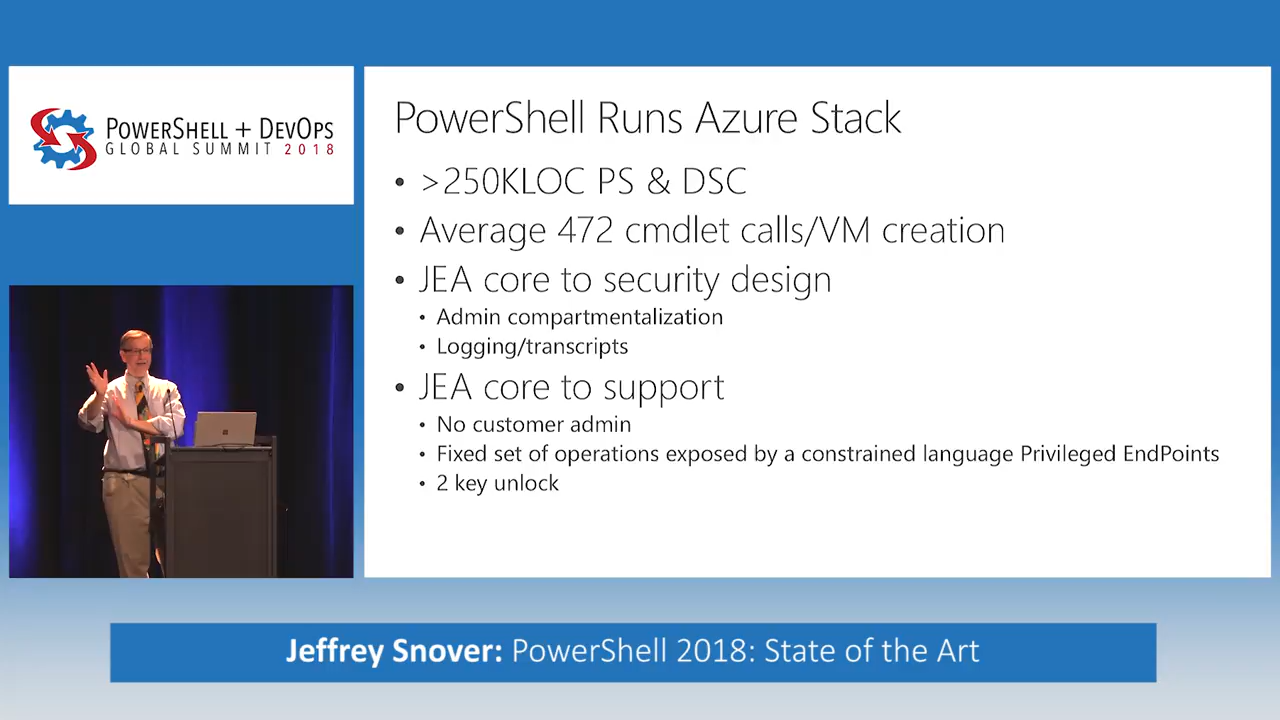 POWERSHELL + DEVOPS
GLOBAL SUMMIT 2018
PowerShell Runs Azure Stack
• >250KLOC PS & DSC
• Average 472 cmdlet calls/VM creation
• JEA core to security design
• Admin compartmentalization
• Logging/transcripts
• JEA core to support
• No customer admin
• Fixed set of operations exposed by a constrained language Privileged EndPoints
• 2 key unlock
Jeffrey Snover: PowerShell 2018: State of the Art